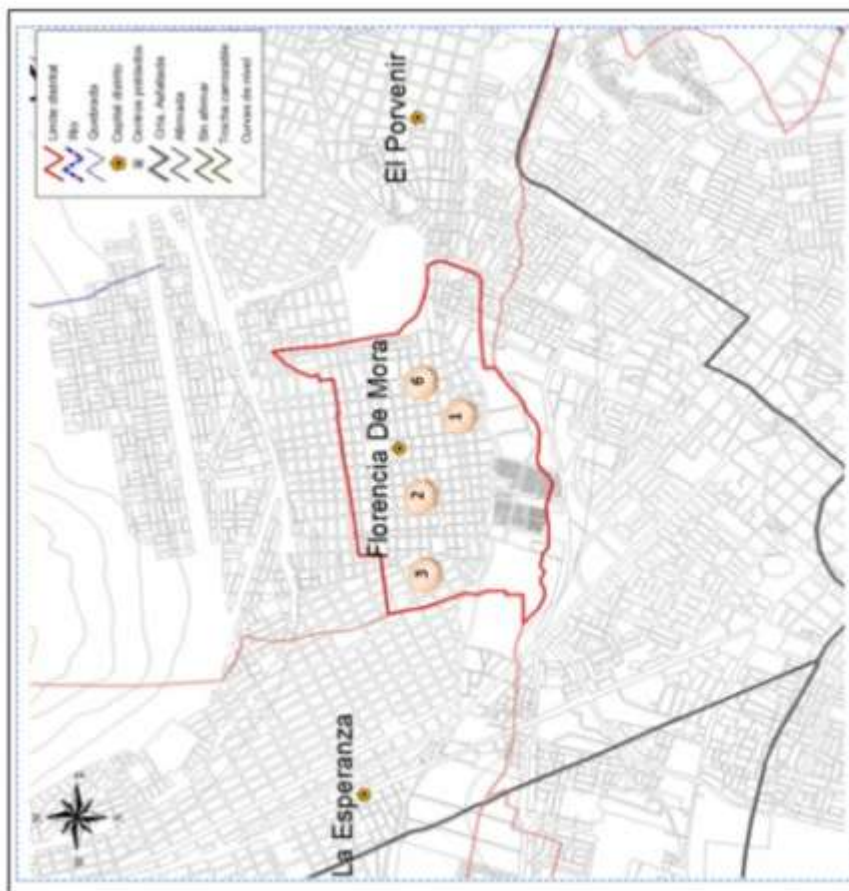 Límite distrital
Río
Quebrada
Capital distrito
Centros poblados
Crta. Asfaltada
Afirmada
Sin afirmar
Trocha carrozable
Curvas de nivel
El Porvenir
Florencia De Mora
La Esperanza
6
1
2
3